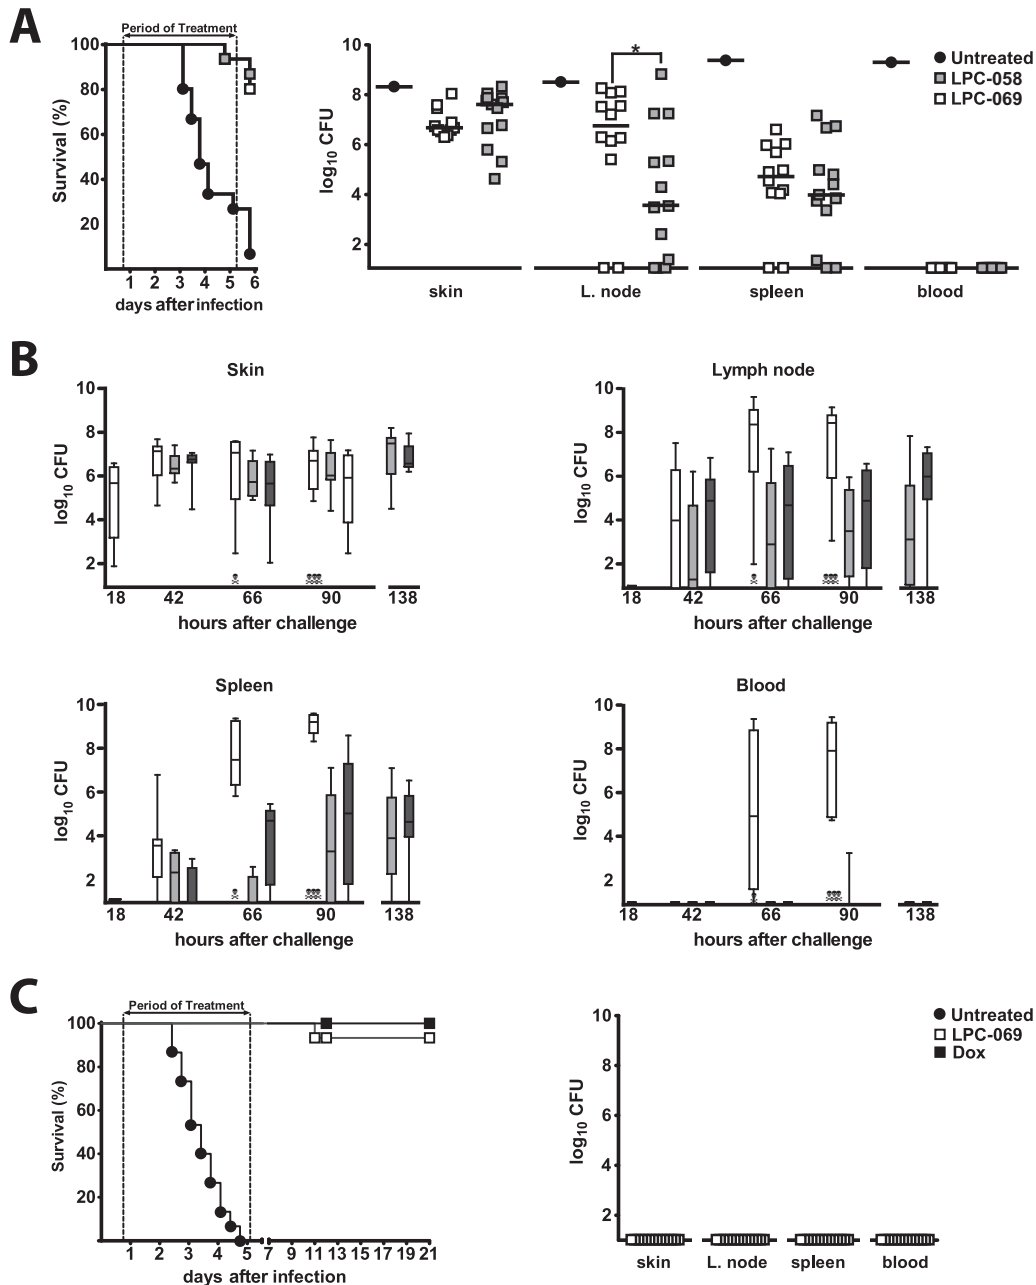 A
Period of Treatment
100
80
60
40
20
Survival (%)
1 2 3 4 5 6
days after infection
10
8
6
4
2
log10 CFU
*
skin L. node spleen blood
Untreated
LPC-058
LPC-069
B
Skin
10
8
6
4
2
log10 CFU
18 42 66 90 138
hours after challenge
Lymph node
10
8
6
4
2
log10 CFU
18 42 66 90 138
hours after challenge
Spleen
10
8
6
4
2
log10 CFU
18 42 66 90 138
hours after challenge
Blood
10
8
6
4
2
log10 CFU
18 42 66 90 138
hours after challenge
C
Period of Treatment
100
80
60
40
20
Survival (%)
1 2 3 4 5 7 9 11 13 15 17 19 21
days after infection
10
8
6
4
2
log10 CFU
skin L. node spleen blood
Untreated
LPC-069
Dox